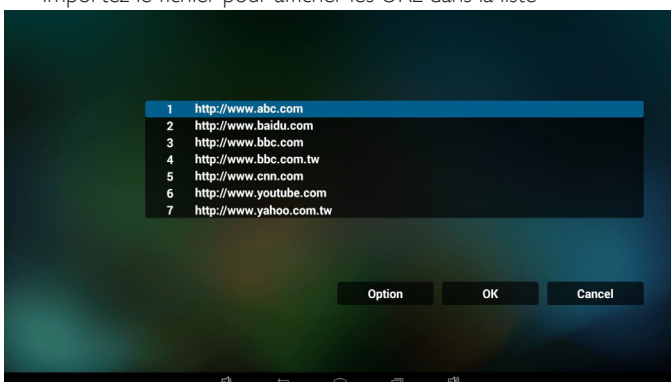 Importez le fichier pour afficher les URL dans la liste
1 http://www.abc.com
2 http://www.baidu.com
3 http://www.bbc.com
4 http://www.bbc.com.tw
5 http://www.cnn.com
6 http://www.youtube.com
7 http://www.yahoo.com.tw
Option OK Cancel